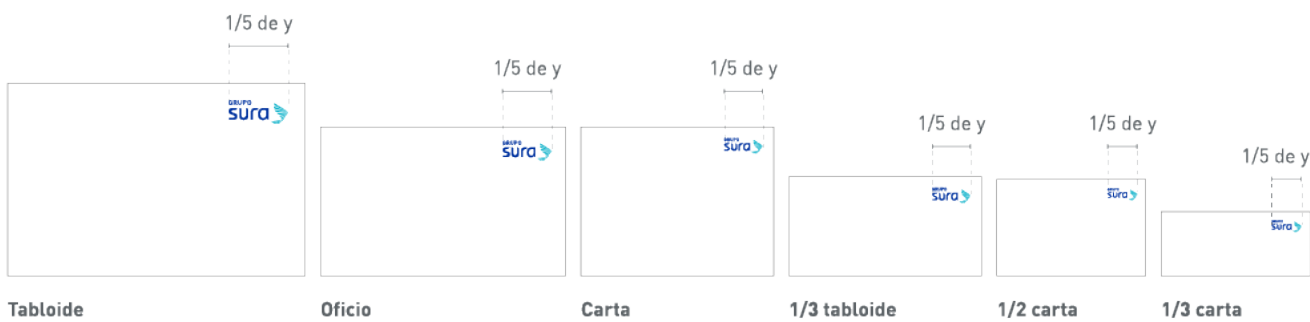 1/5 de y
1/5 de y
1/5 de y
1/5 de y
1/5 de y
1/5 de y
GRUPO
sura
GRUPO
sura
GRUPO
sura
GRUPO
sura
GRUPO
sura
GRUPO
sura
Tabloide
Oficio
Carta
1/3 tabloide
1/2 carta
1/3 carta